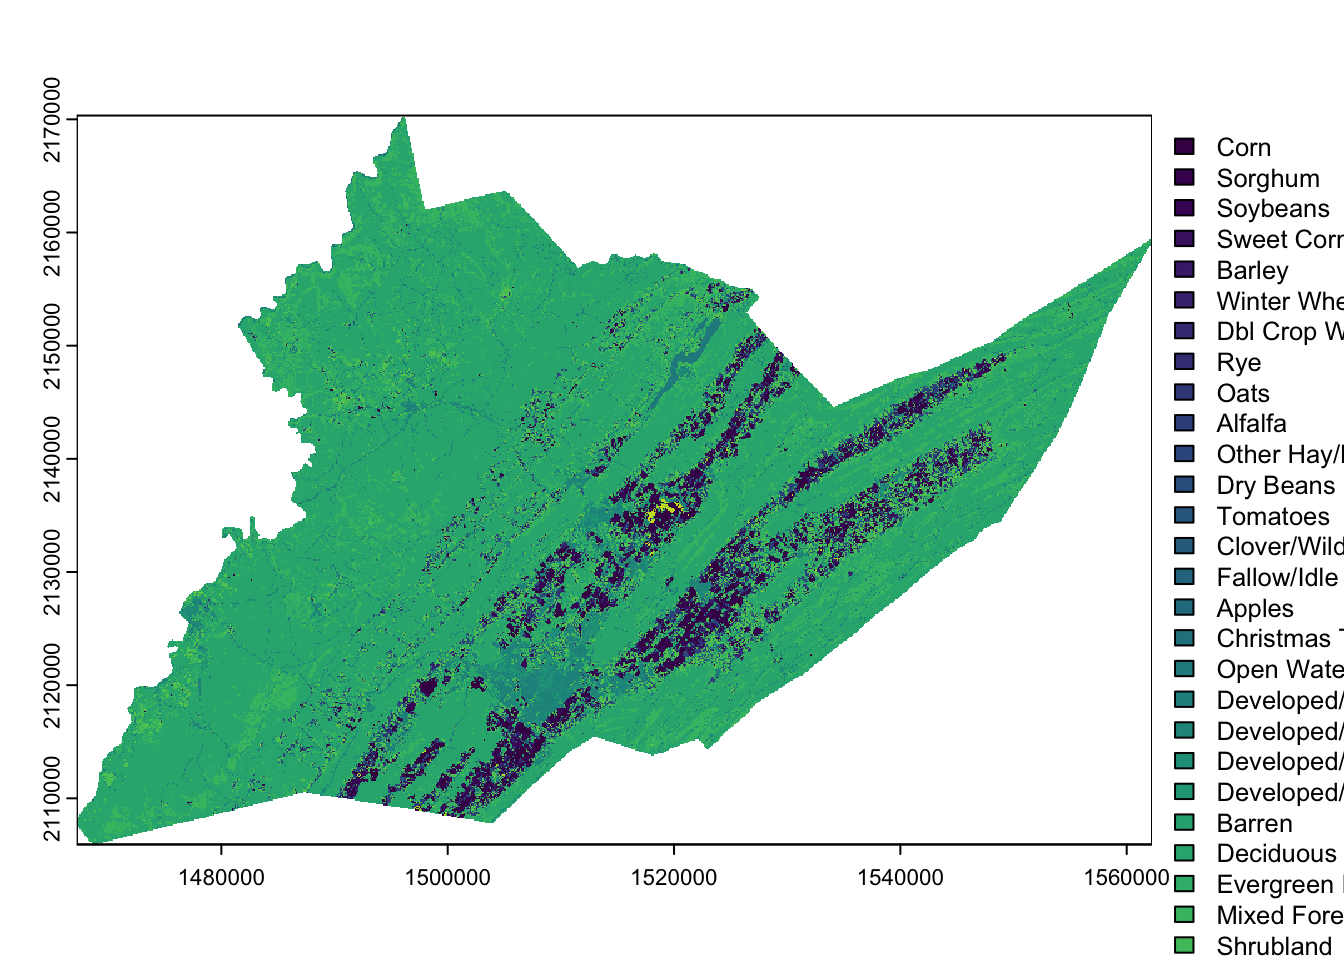 2170000
2160000
2150000
2140000
2130000
2120000
2110000
1480000
1500000
1520000
1540000
1560000
Corn
Sorghum
Soybeans
Sweet Corn
Barley
Winter Whe
Dbl Crop W
Rye
Oats
Alfalfa
Other Hay/
Dry Beans
Tomatoes
Clover/Wild
Fallow/Idle
Apples
Christmas T
Open Wate
Developed/
Developed/
Developed/
Developed/
Barren
Deciduous
Evergreen
Mixed Fore
Shrubland